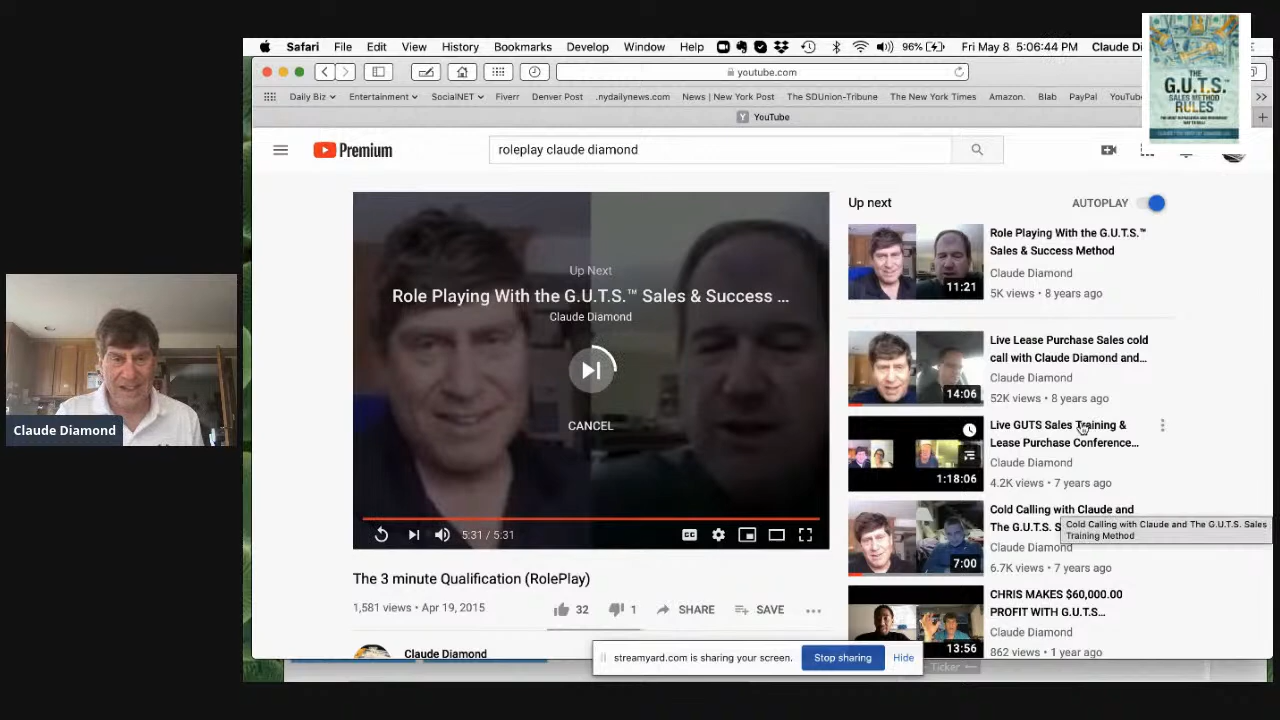 Safari File Edit View History Bookmarks Develop Window Help 96% Fri May 8 5:06:44 PM Claude Di
youtube.com
Daily Biz Entertainment SocialNET Fiverr Denver Post .nydailynews.com News | New York Post The SDUnion-Tribune The New York Times Amazon. Blab PayPal YouTube
YouTube
THE
G.U.T.S.
SALES METHOD
RULES
Premium
roleplay claude diamond
Up Next
Role Playing With the G.U.T.S.™ Sales & Success ...
Claude Diamond
CANCEL
5:31 / 5:31
CC
The 3 minute Qualification (RolePlay)
1,581 views • Apr 19, 2015
32 1 SHARE SAVE
Claude Diamond
Up next AUTOPLAY
Role Playing With the G.U.T.S.™
Sales & Success Method
Claude Diamond
5K views • 8 years ago
11:21
Live Lease Purchase Sales cold
call with Claude Diamond and...
Claude Diamond
52K views • 8 years ago
14:06
Live GUTS Sales Training &
Lease Purchase Conference...
Claude Diamond
4.2K views • 7 years ago
1:18:06
Cold Calling with Claude and
The G.U.T.S. S
Cold Calling with Claude and The G.U.T.S. Sales
Training Method
Claude Diamond
6.7K views • 7 years ago
7:00
CHRIS MAKES $60,000.00
PROFIT WITH G.U.T.S...
Claude Diamond
862 views • 1 year ago
13:56
streamyard.com is sharing your screen. Stop sharing Hide
Ticker
Claude Diamond